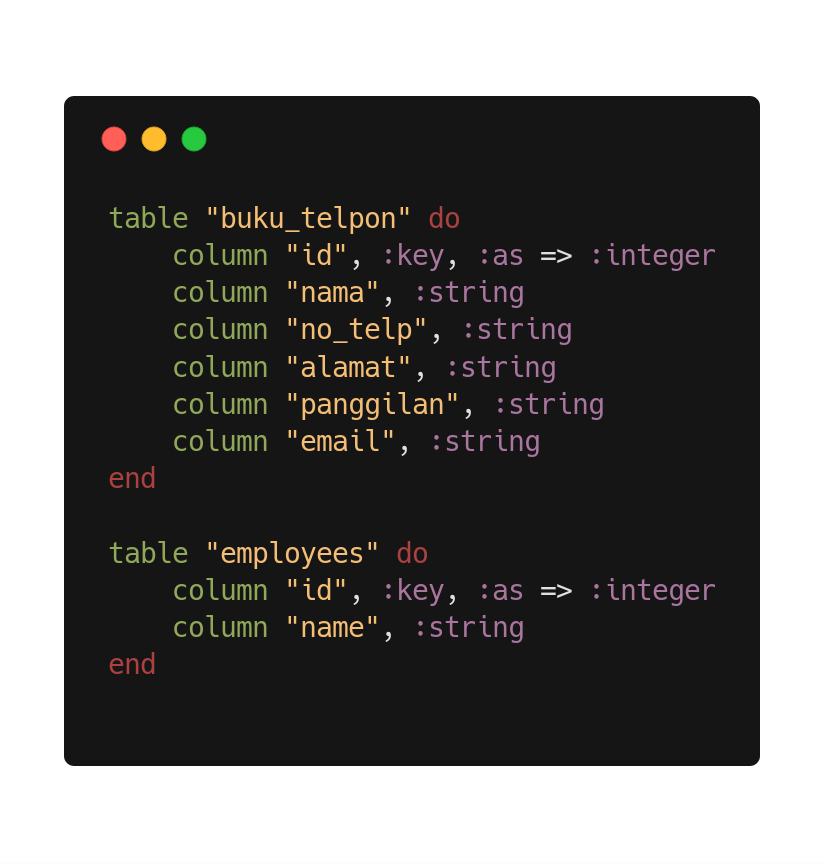 table "buku_telpon" do
    column "id", :key, :as => :integer
    column "nama", :string
    column "no_telp", :string
    column "alamat", :string
    column "panggilan", :string
    column "email", :string
end

table "employees" do
    column "id", :key, :as => :integer
    column "name", :string
end